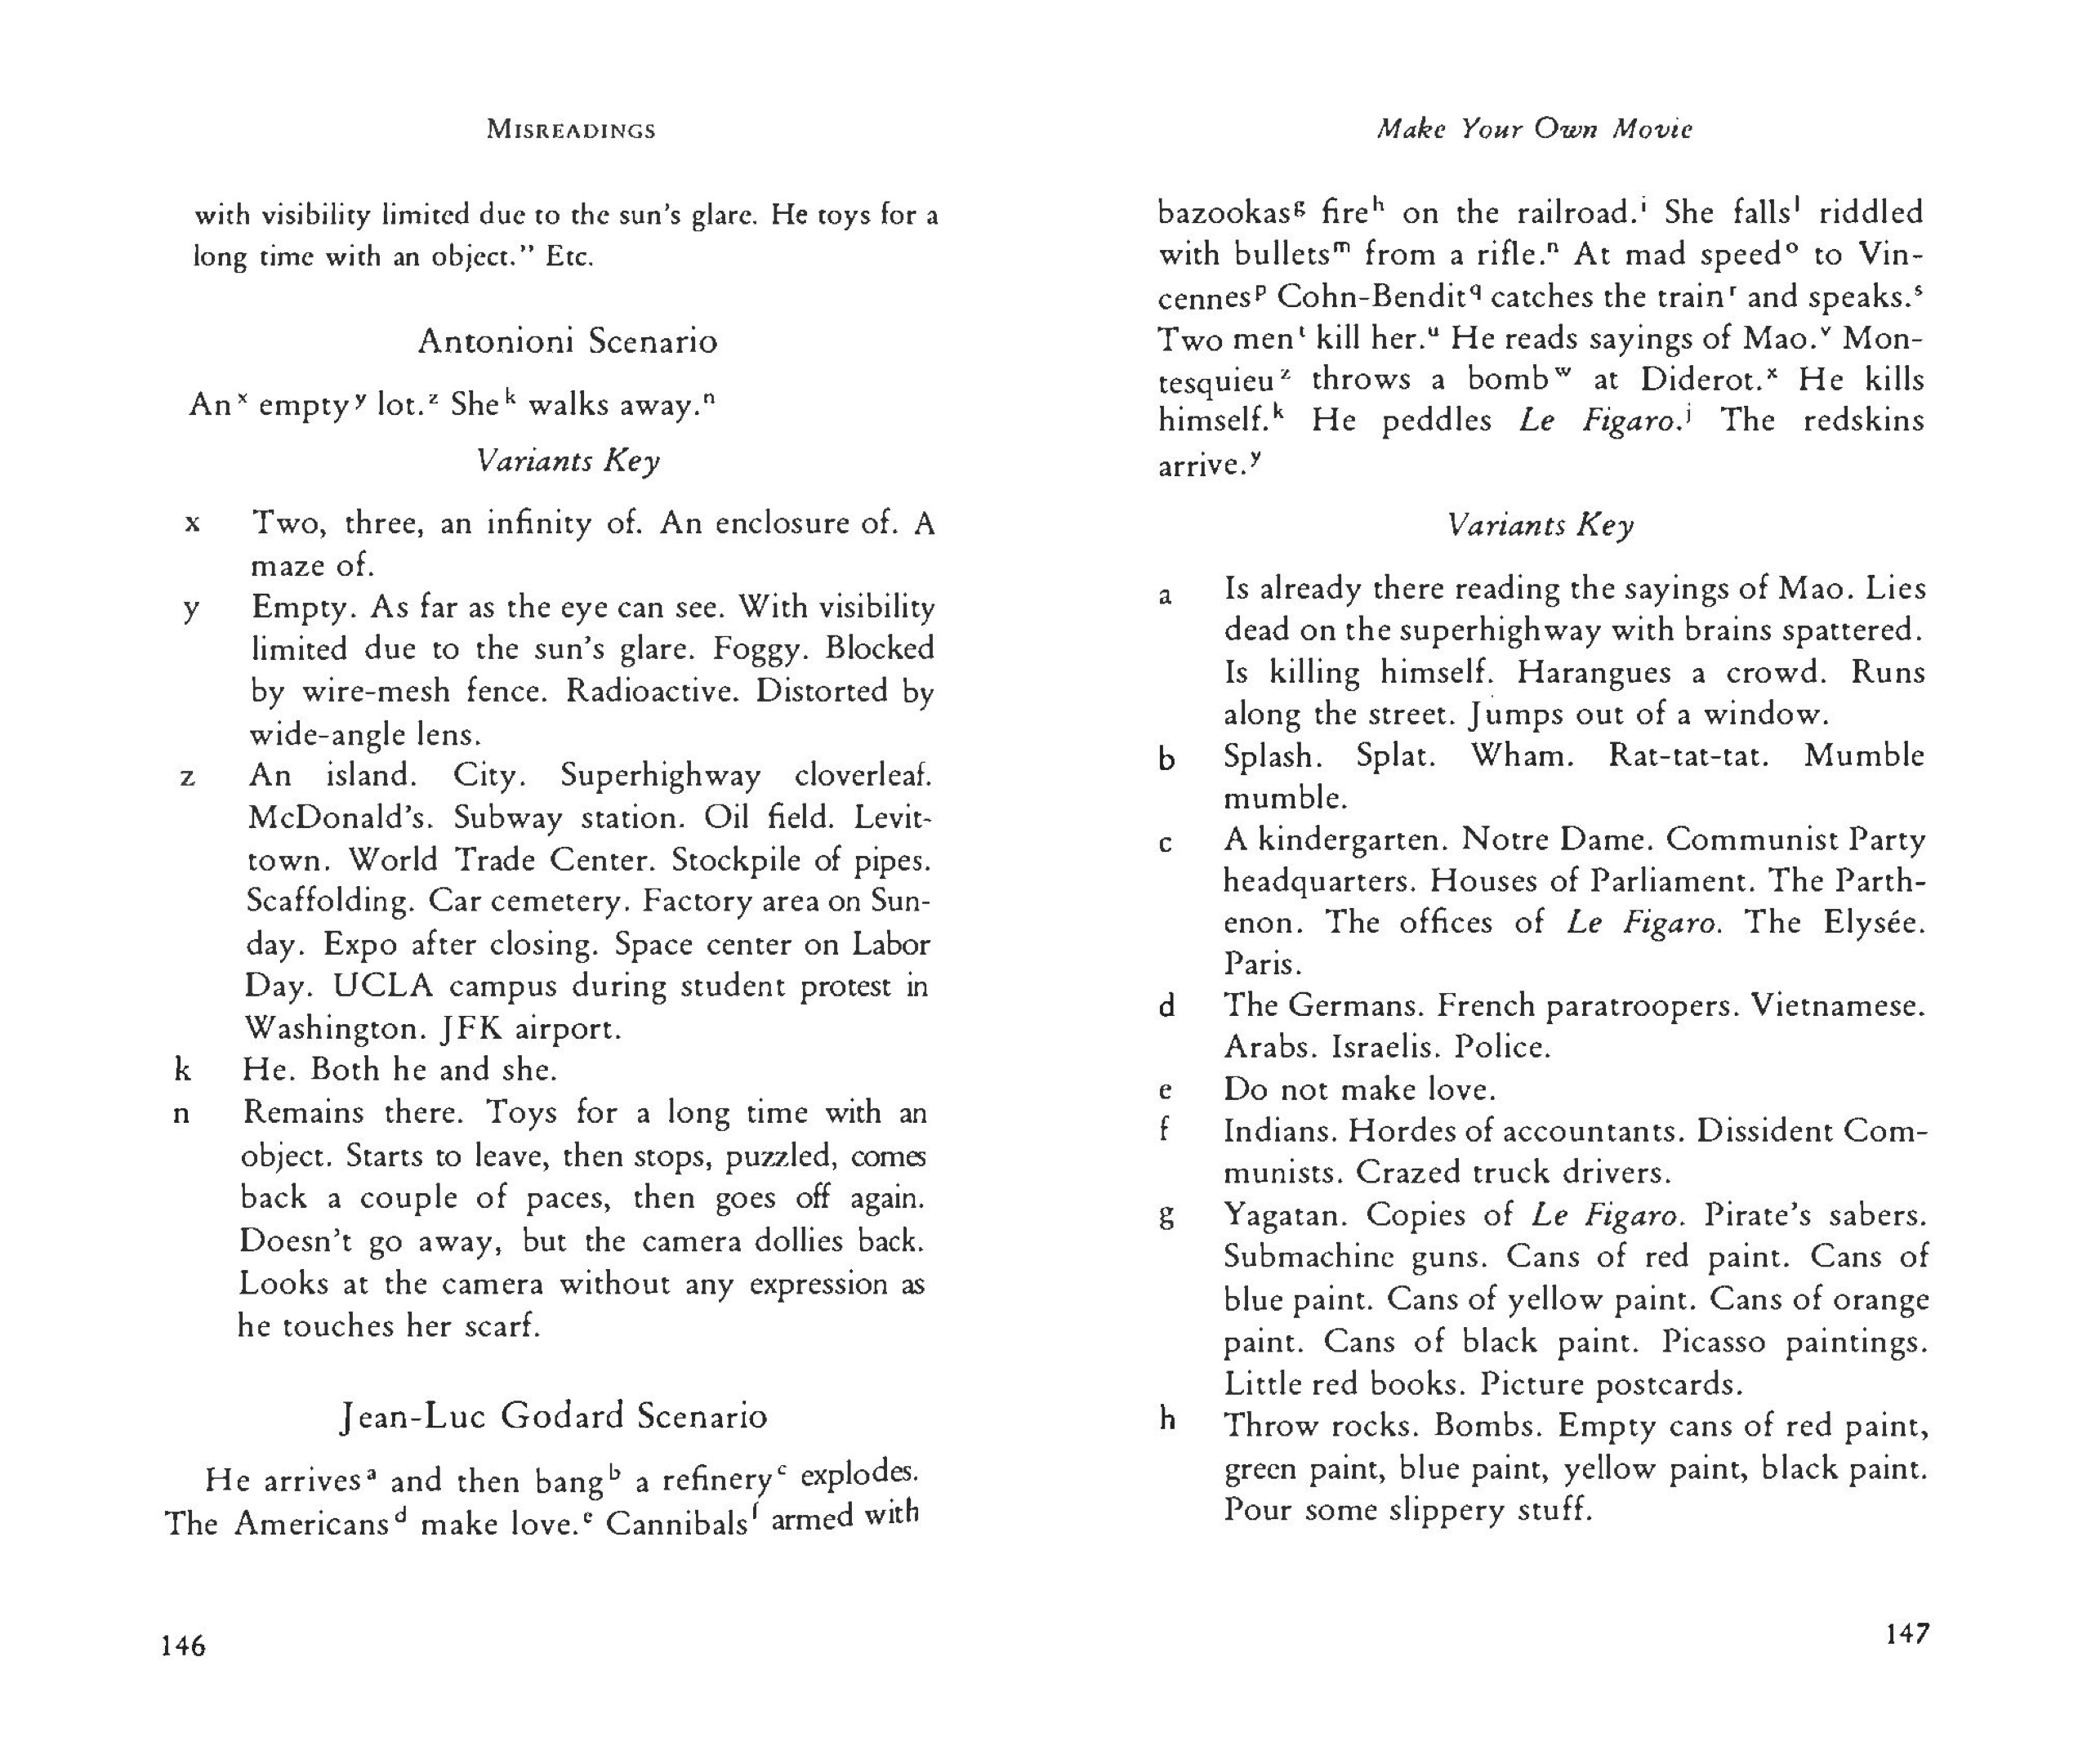 MISREADINGS
with visibility limited due to the sun's glare. He toys for a
long time with an object." Etc.
Antonioni Scenario
An ˣ empty ʸ lot. ᶻ She ᵏ walks away. ⁿ
Variants Key
x Two, three, an infinity of. An enclosure of. A
maze of.
y Empty. As far as the eye can see. With visibility
limited due to the sun's glare. Foggy. Blocked
by wire-mesh fence. Radioactive. Distorted by
wide-angle lens.
z An island. City. Superhighway cloverleaf.
McDonald's. Subway station. Oil field. Levit-
town. World Trade Center. Stockpile of pipes.
Scaffolding. Car cemetery. Factory area on Sun-
day. Expo after closing. Space center on Labor
Day. UCLA campus during student protest in
Washington. JFK airport.
k He. Both he and she.
n Remains there. Toys for a long time with an
object. Starts to leave, then stops, puzzled, comes
back a couple of paces, then goes off again.
Doesn't go away, but the camera dollies back.
Looks at the camera without any expression as
he touches her scarf.
Jean-Luc Godard Scenario
He arrives ᵃ and then bang ᵇ a refinery ᶜ explodes.
The Americans ᵈ make love. ᵉ Cannibals ᶠ armed with
146
Make Your Own Movie
bazookas ᵍ fire ʰ on the railroad. ⁱ She falls ˡ riddled
with bullets ᵐ from a rifle. ⁿ At mad speed ᵒ to Vin-
cennes ᵖ Cohn-Bendit q catches the train ʳ and speaks. ˢ
Two men ᵗ kill her. ᵘ He reads sayings of Mao. ᵛ Mon-
tesquieu ᶻ throws a bomb ʷ at Diderot. ˣ He kills
himself. ᵏ He peddles Le Figaro. ʲ The redskins
arrive. ʸ
Variants Key
a Is already there reading the sayings of Mao. Lies
dead on the superhighway with brains spattered.
Is killing himself. Harangues a crowd. Runs
along the street. Jumps out of a window.
b Splash. Splat. Wham. Rat-tat-tat. Mumble
mumble.
c A kindergarten. Notre Dame. Communist Party
headquarters. Houses of Parliament. The Parth-
enon. The offices of Le Figaro. The Elysée.
Paris.
d The Germans. French paratroopers. Vietnamese.
Arabs. Israelis. Police.
e Do not make love.
f Indians. Hordes of accountants. Dissident Com-
munists. Crazed truck drivers.
g Yagatan. Copies of Le Figaro. Pirate's sabers.
Submachine guns. Cans of red paint. Cans of
blue paint. Cans of yellow paint. Cans of orange
paint. Cans of black paint. Picasso paintings.
Little red books. Picture postcards.
h Throw rocks. Bombs. Empty cans of red paint,
green paint, blue paint, yellow paint, black paint.
Pour some slippery stuff.
147